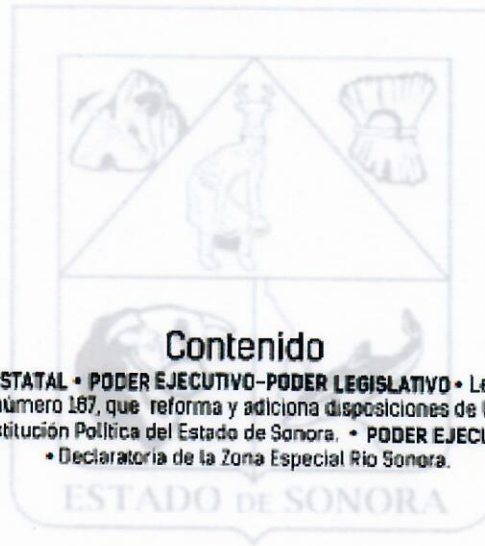 Contenido
STATAL • PODER EJECUTIVO-PODER LEGISLATIVO • Le
número 187, que reforma y adiciona disposiciones de
stitución Política del Estado de Sonora. • PODER EJECU
• Declaratoria de la Zona Especial Rio Sonora.
ESTADO DE SONORA